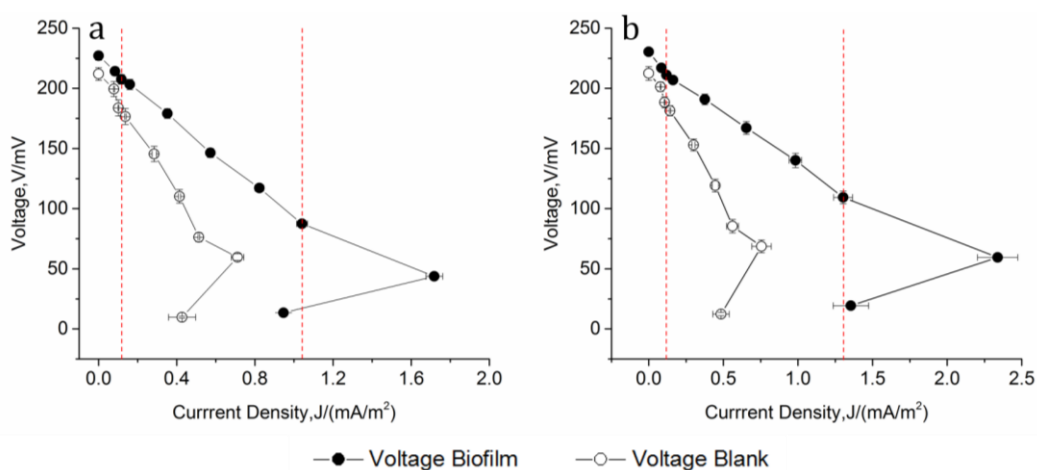 a
b
250
200
150
100
50
0
Voltage,V/mV
0.0 0.4 0.8 1.2 1.6 2.0
Currrent Density,J/(mA/m²)
250
200
150
100
50
0
Voltage,V/mV
0.0 0.5 1.0 1.5 2.0 2.5
Currrent Density,J/(mA/m²)
Voltage Biofilm Voltage Blank